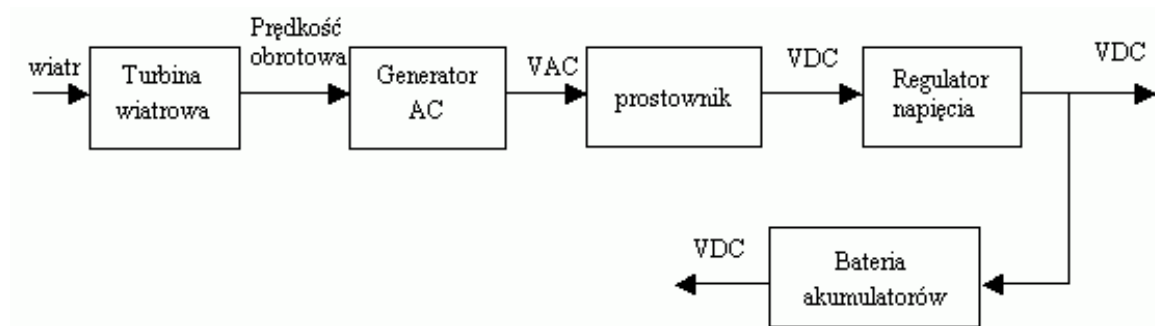 wiatr
Turbina
wiatrowa
Prędkość
obrotowa
Generator
AC
VAC
prostownik
VDC
Regulator
napięcia
VDC
VDC
Bateria
akumulatorów